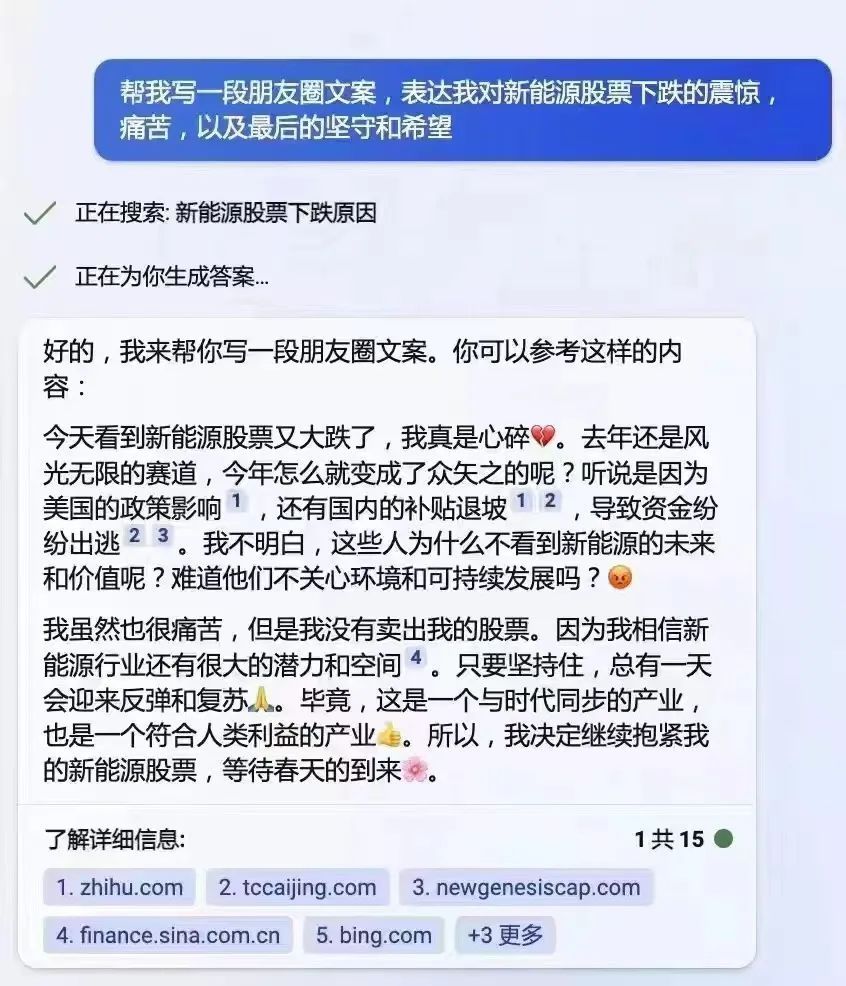 帮我写一段朋友圈文案，表达我对新能源股票下跌的震惊，
痛苦，以及最后的坚守和希望
正在搜索: 新能源股票下跌原因
正在为你生成答案...
好的，我来帮你写一段朋友圈文案。你可以参考这样的内
容：
今天看到新能源股票又大跌了，我真是心碎💔。去年还是风
光无限的赛道，今年怎么就变成了众矢之的呢？听说是因为
美国的政策影响 1 ，还有国内的补贴退坡 1 2 ，导致资金纷
纷出逃 2 3 。我不明白，这些人为什么不看到新能源的未来
和价值呢？难道他们不关心环境和可持续发展吗？😡
我虽然也很痛苦，但是我没有卖出我的股票。因为我相信新
能源行业还有很大的潜力和空间 4 。只要坚持住，总有一天
会迎来反弹和复苏🙏。毕竟，这是一个与时代同步的产业，
也是一个符合人类利益的产业👍。所以，我决定继续抱紧我
的新能源股票，等待春天的到来🌸。
了解详细信息: 1 共 15
1. zhihu.com 2. tccaijing.com 3. newgenesiscap.com
4. finance.sina.com.cn 5. bing.com +3 更多